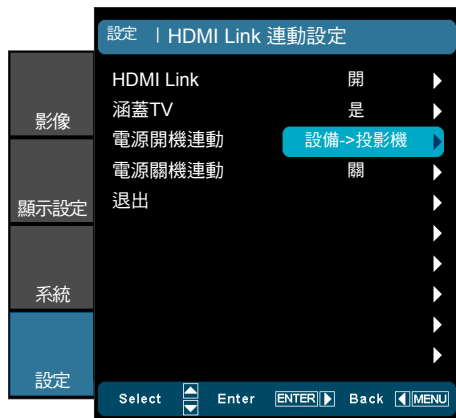 設定 | HDMI Link 連動設定
HDMI Link 開
涵蓋TV 是
電源開機連動 設備->投影機
電源關機連動 關
退出
影像
顯示設定
系統
設定
Select Enter ENTER Back MENU